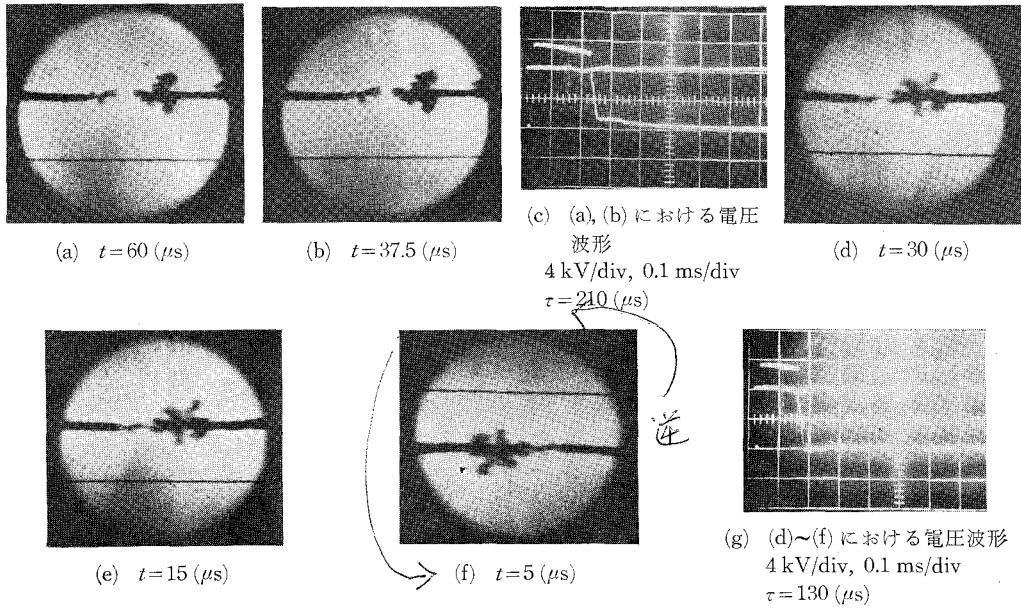 (a) t=60 (μs)
(b) t=37.5 (μs)
(c) (a), (b) における電圧
波形
4 kV/div, 0.1 ms/div
τ=210 (μs)
(d) t=30 (μs)
(e) t=15 (μs)
(f) t=5 (μs)
逆
(g) (d)~(f) における電圧波形
4 kV/div, 0.1 ms/div
τ=130 (μs)